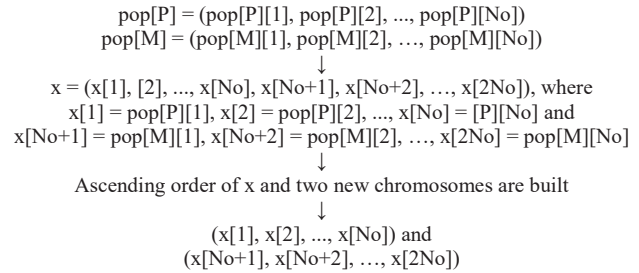 pop[P] = (pop[P][1], pop[P][2], ..., pop[P][No])
pop[M] = (pop[M][1], pop[M][2], …, pop[M][No])
↓
x = (x[1], [2], ..., x[No], x[No+1], x[No+2], …, x[2No]), where
x[1] = pop[P][1], x[2] = pop[P][2], ..., x[No] = [P][No] and
x[No+1] = pop[M][1], x[No+2] = pop[M][2], …, x[2No] = pop[M][No]
↓
Ascending order of x and two new chromosomes are built
↓
(x[1], x[2], ..., x[No]) and
(x[No+1], x[No+2], …, x[2No])